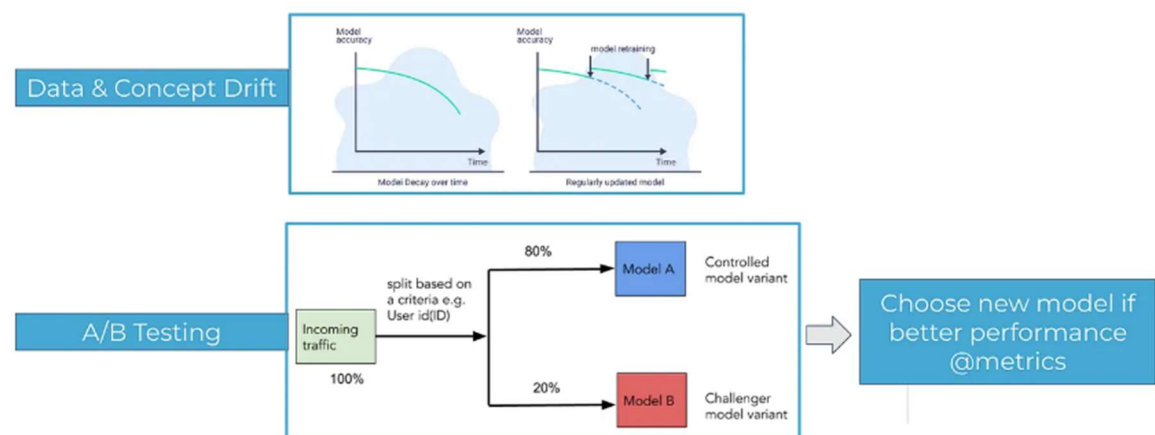 Data & Concept Drift
Model
accuracy
Time
Model Decay over time
Model
accuracy
model retraining
Time
Regularly updated model
A/B Testing
Incoming
traffic
100%
split based on
a criteria e.g.
User id(ID)
80%
Model A
Controlled
model variant
20%
Model B
Challenger
model variant
Choose new model if
better performance
@metrics